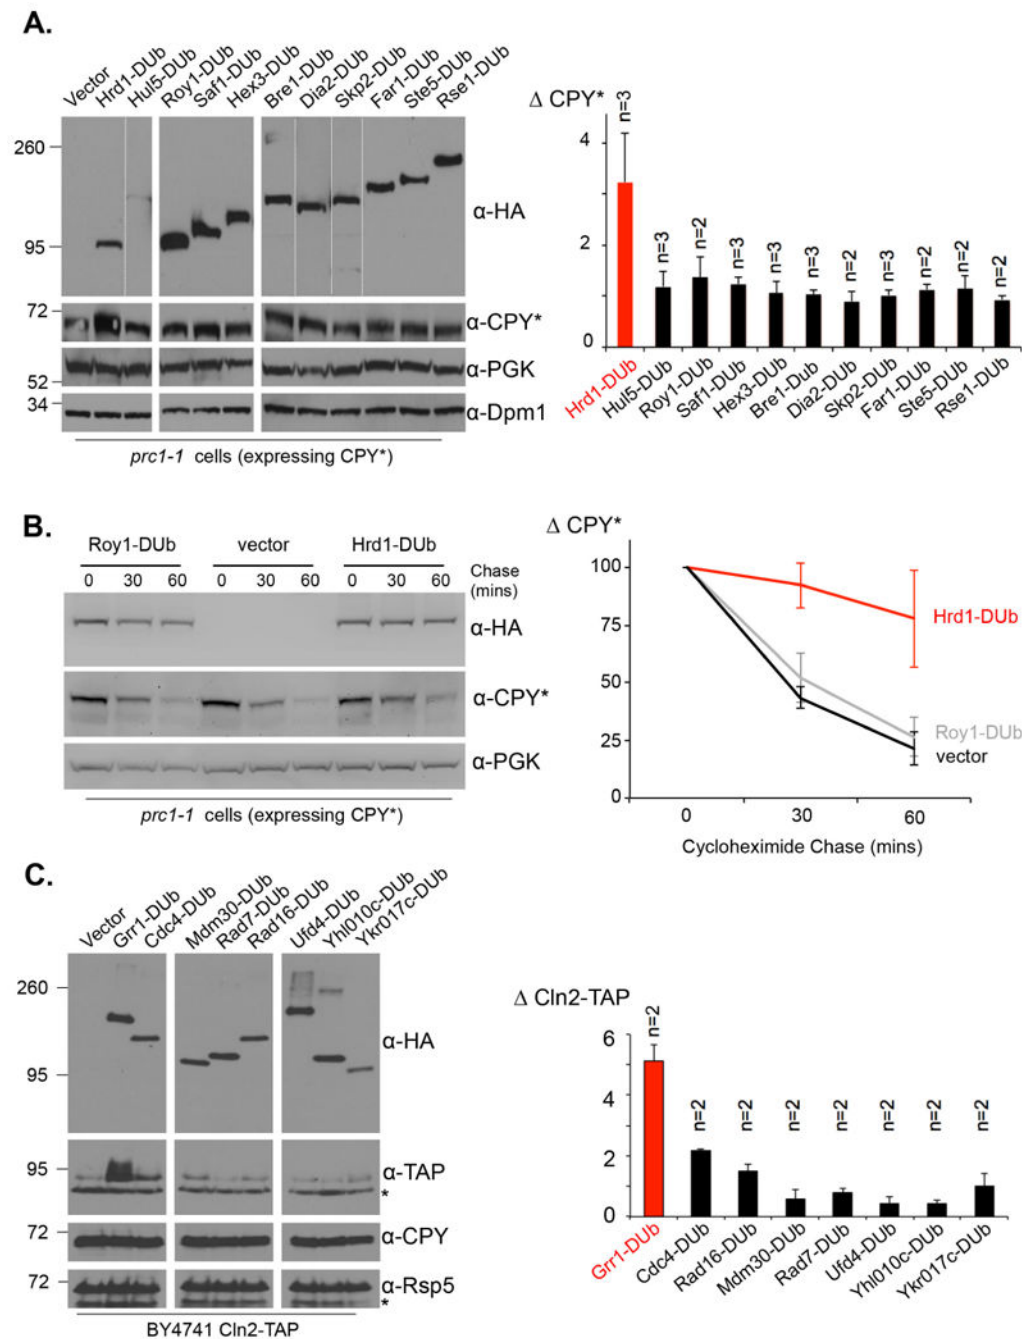 A.
Vector
Hrd1-DUb
Hul5-DUb
Roy1-DUb
Saf1-DUb
Hex3-DUb
Bre1-DUb
Dia2-DUb
Skp2-DUb
Far1-DUb
Ste5-DUb
Rse1-DUb
260
95
α-HA
72
α-CPY*
α-PGK
52
34
α-Dpm1
prc1-1 cells (expressing CPY*)
Δ CPY*
4
2
0
n=3
n=3
n=2
n=3
n=3
n=3
n=2
n=3
n=2
n=2
n=2
Hrd1-DUb
Hul5-DUb
Roy1-DUb
Saf1-DUb
Hex3-DUb
Bre1-Dub
Dia2-DUb
Skp2-DUb
Far1-DUb
Ste5-DUb
Rse1-DUb
B.
Roy1-DUb vector Hrd1-DUb
0 30 60 0 30 60 0 30 60 Chase (mins)
α-HA
α-CPY*
α-PGK
prc1-1 cells (expressing CPY*)
Δ CPY*
100
75
50
25
0
Hrd1-DUb
Roy1-DUb
vector
0 30 60
Cycloheximide Chase (mins)
C.
Vector
Grr1-DUb
Cdc4-DUb
Mdm30-DUb
Rad7-DUb
Rad16-DUb
Ufd4-DUb
Yhl010c-DUb
Ykr017c-DUb
260
95
α-HA
95
α-TAP
*
72
α-CPY
72
α-Rsp5
*
BY4741 Cln2-TAP
Δ Cln2-TAP
6
4
2
0
n=2
n=2
n=2
n=2
n=2
n=2
n=2
n=2
Grr1-DUb
Cdc4-DUb
Rad16-DUb
Mdm30-DUb
Rad7-DUb
Ufd4-DUb
Yhl010c-DUb
Ykr017c-DUb